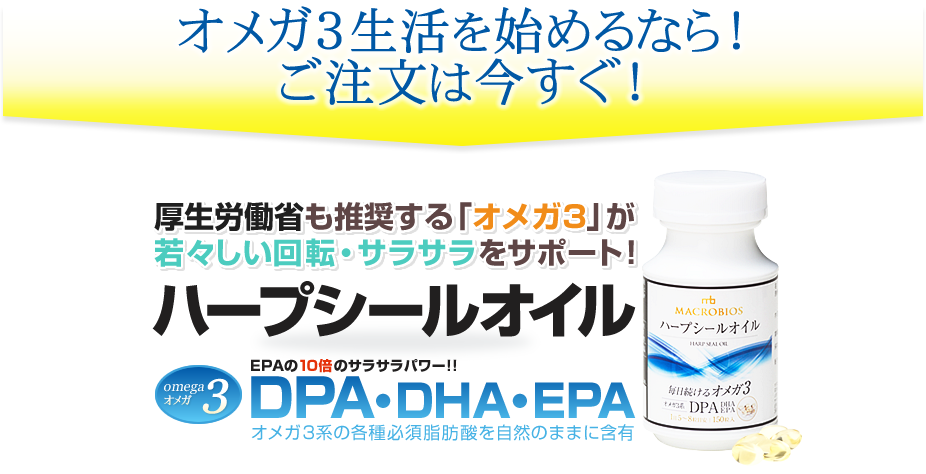 オメガ3生活を始めるなら!
ご注文は今すぐ!
厚生労働省も推奨する「オメガ3」が
若々しい回転・サラサラをサポート!
ハープシールオイル
EPAの10倍のサラサラパワー!!
omega
オメガ
3
DPA・DHA・EPA
オメガ3系の各種必須脂肪酸を自然のままに含有
mb
MACROBIOS
ハープシールオイル
HARP SEAL OIL
毎日続けるオメガ3
オメガ3系 DPA DHA EPA